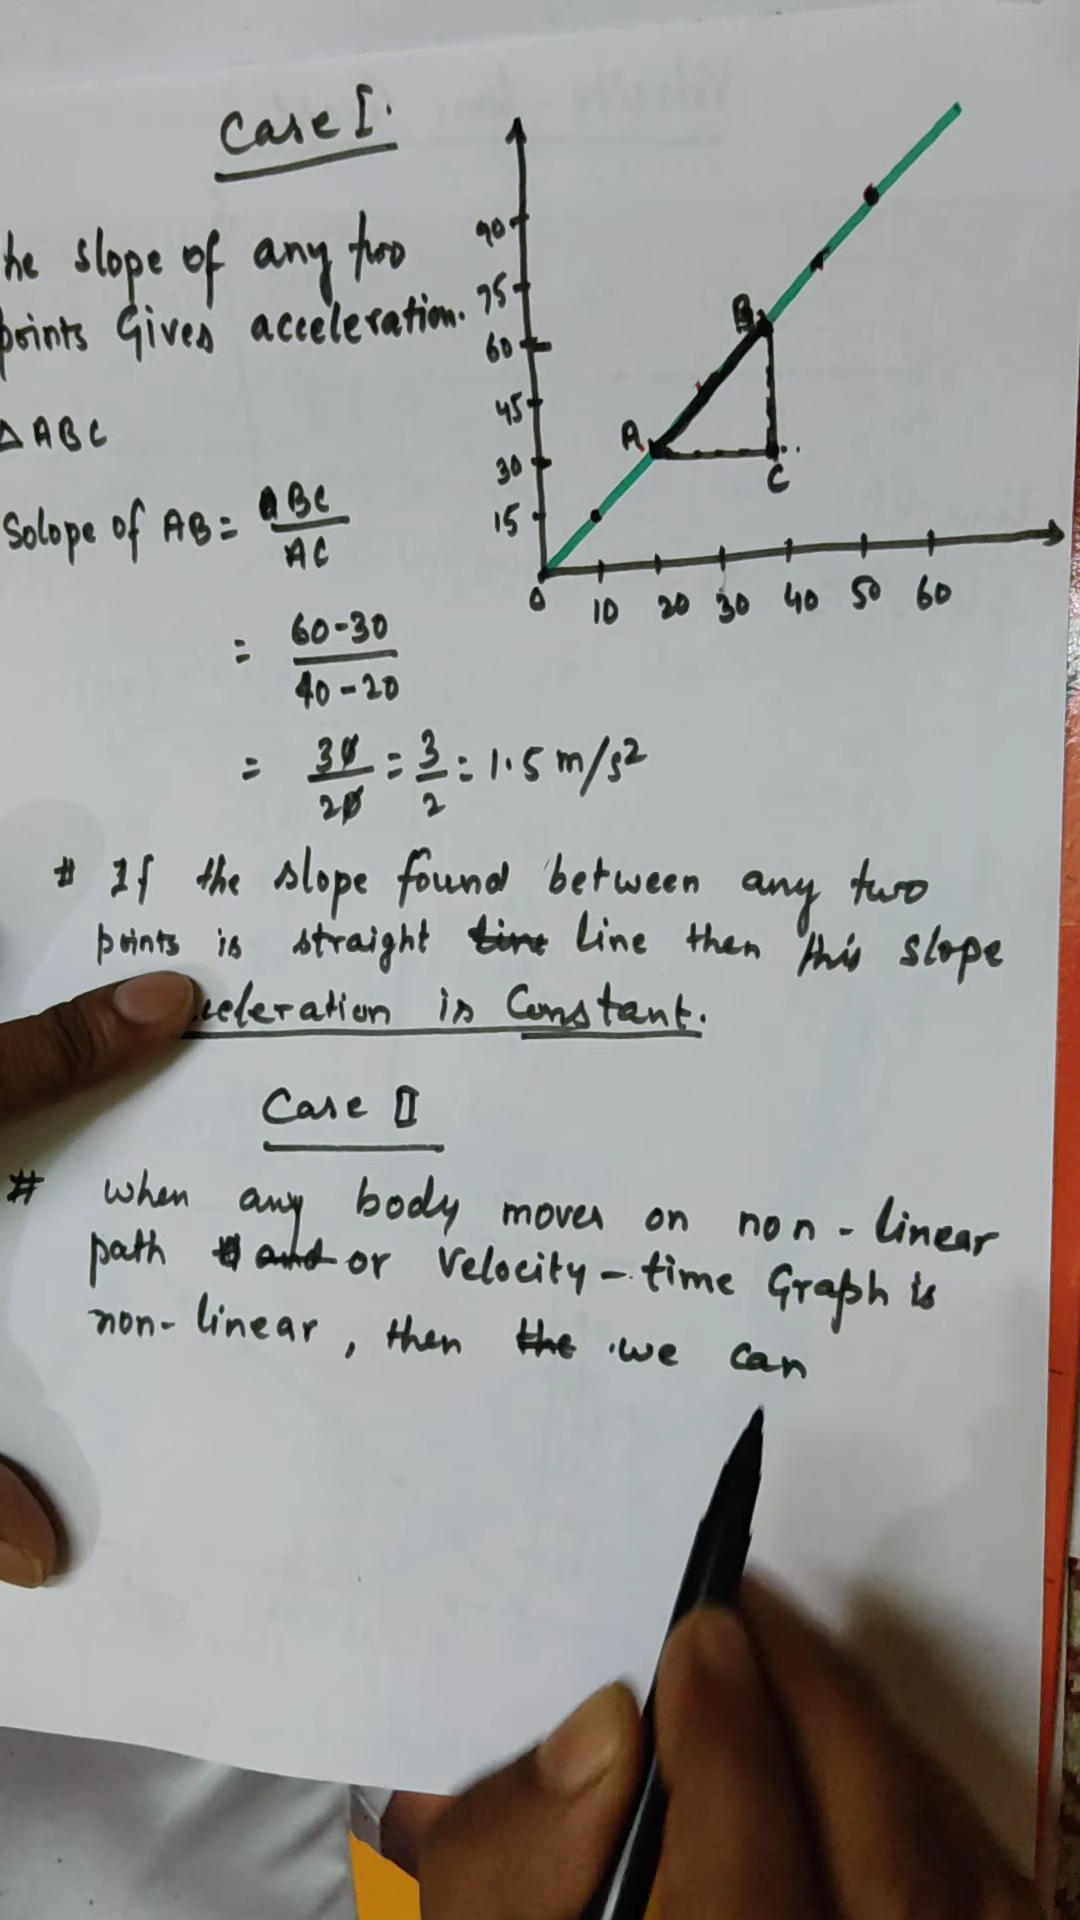 Case I.
he slope of any two
points Gives acceleration.
△ ABC
Solope of AB = BC
AC
= 60-30
40-20
= 30 = 3 = 1.5 m/s²
20 2
90
75
60
45
30
15
A
B
C
0 10 20 30 40 50 60
# If the slope found between any two
points is straight line Line then this slope
celeration is Constant.
Case II
# when any body moves on non-linear
path and or Velocity-time Graph is
non-linear, then the we can